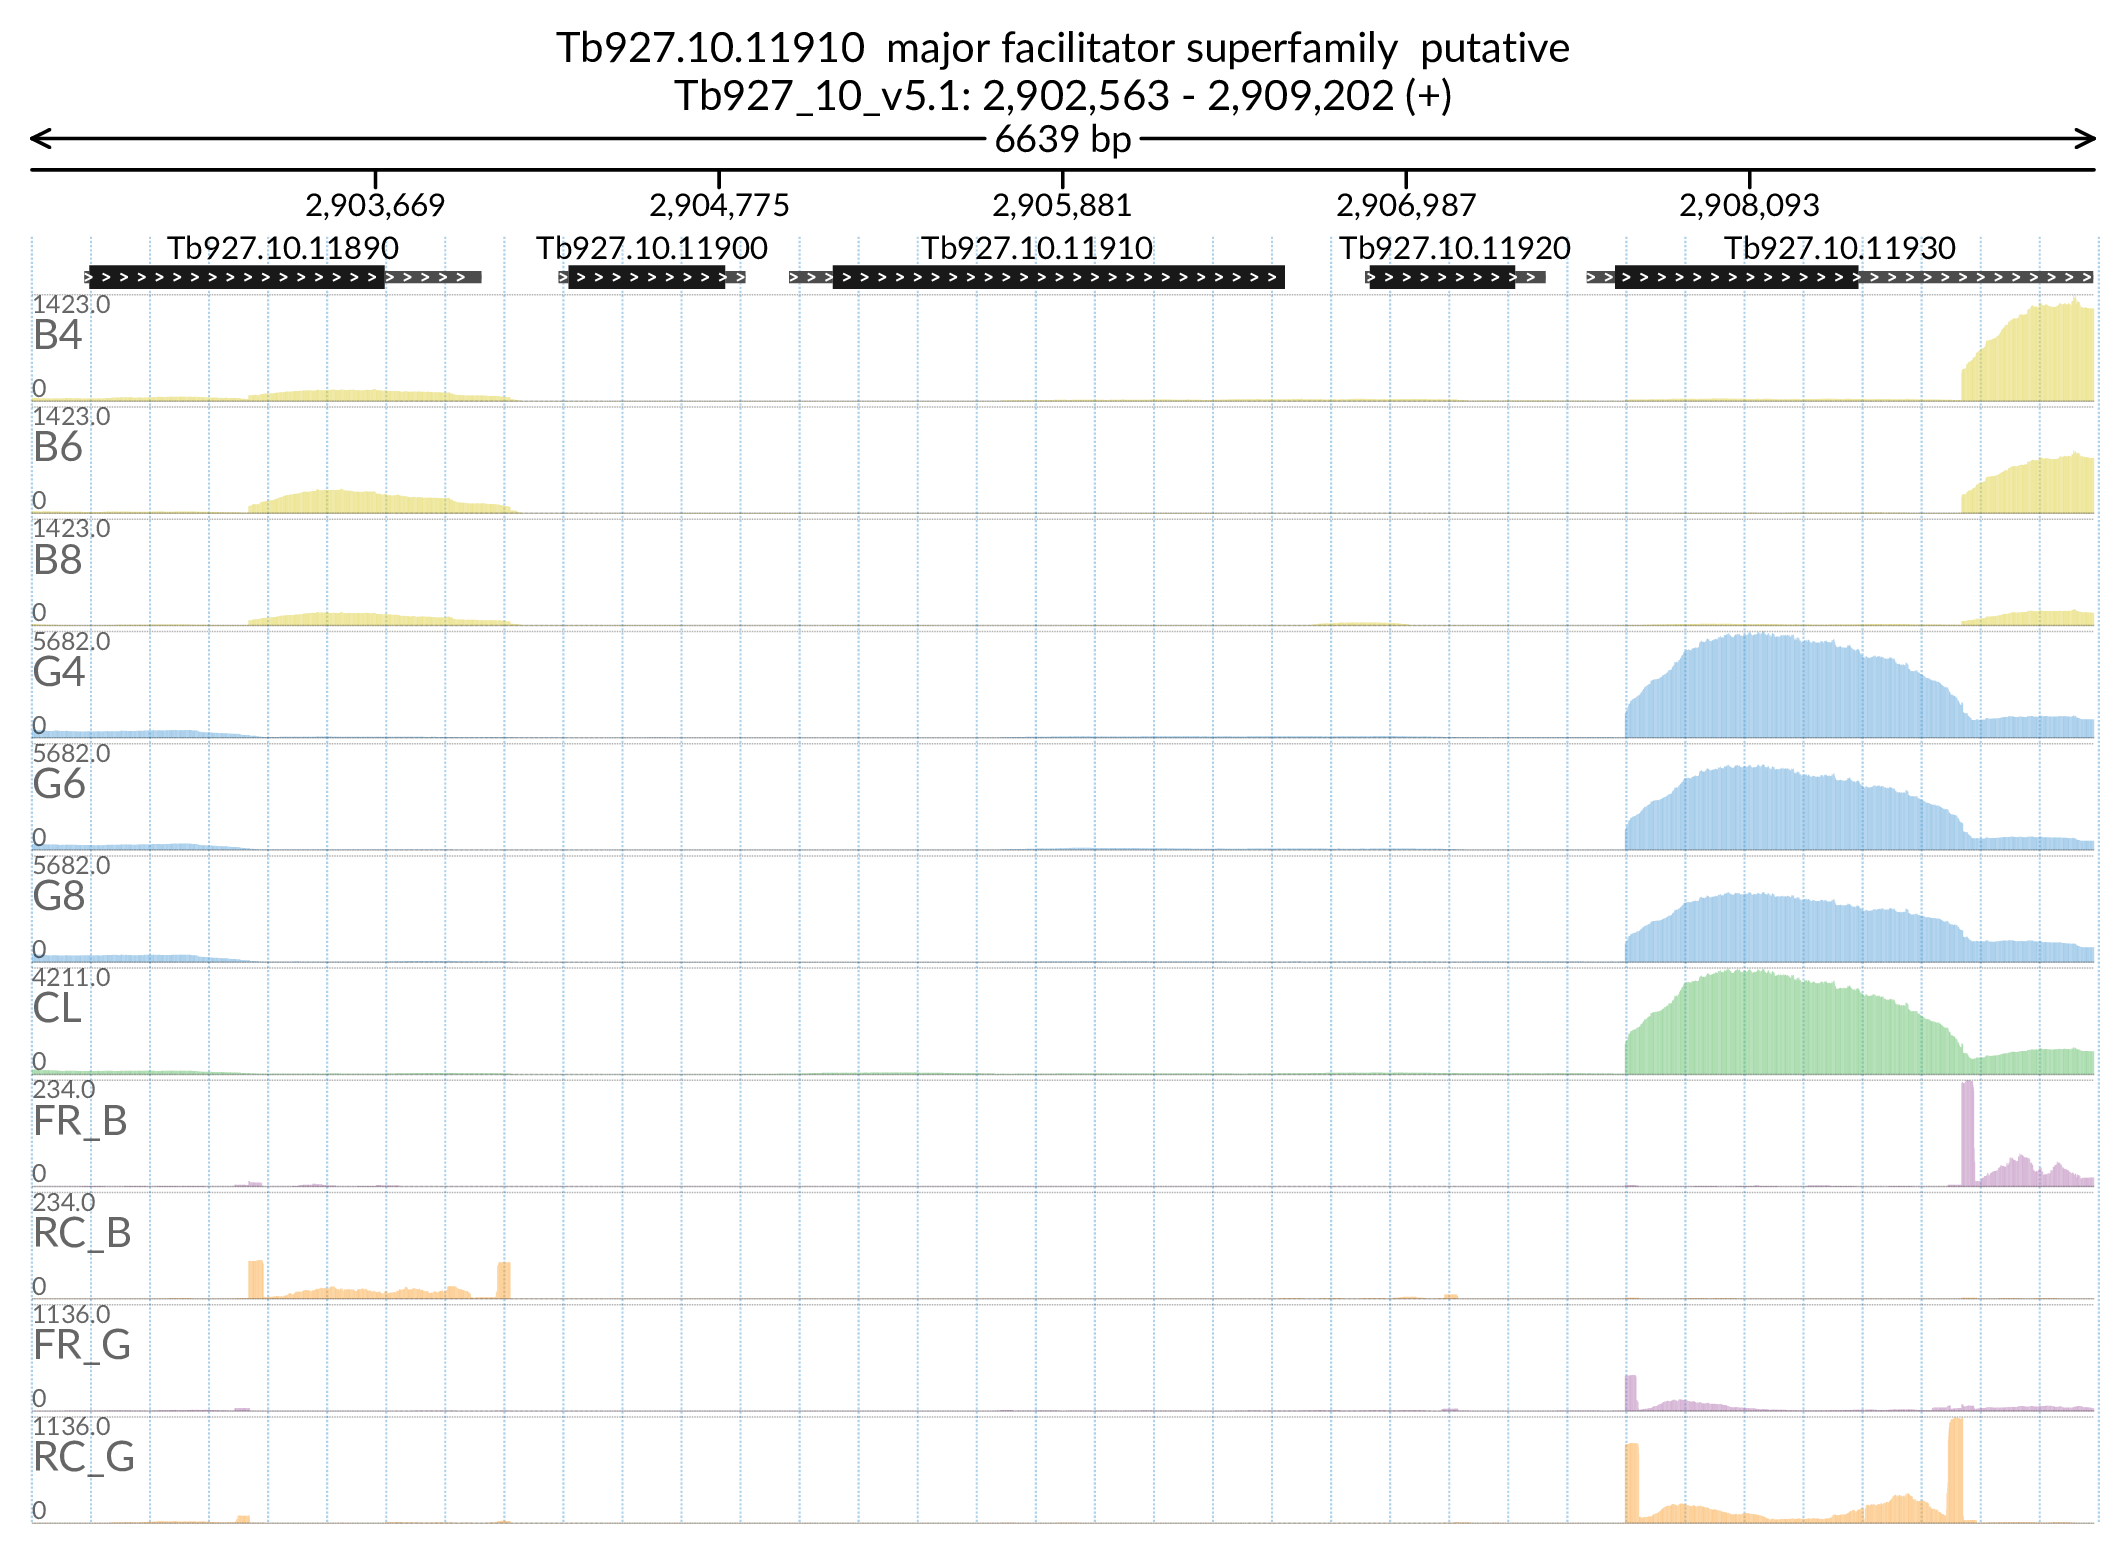 Tb927.10.11910  major facilitator superfamily  putative
Tb927_10_v5.1: 2,902,563 - 2,909,202 (+)
6639 bp
2,903,669 2,904,775 2,905,881 2,906,987 2,908,093
Tb927.10.11890 Tb927.10.11900 Tb927.10.11910 Tb927.10.11920 Tb927.10.11930
1423.0
B4
0
1423.0
B6
0
1423.0
B8
0
5682.0
G4
0
5682.0
G6
0
5682.0
G8
0
4211.0
CL
0
234.0
FR_B
0
234.0
RC_B
0
1136.0
FR_G
0
1136.0
RC_G
0